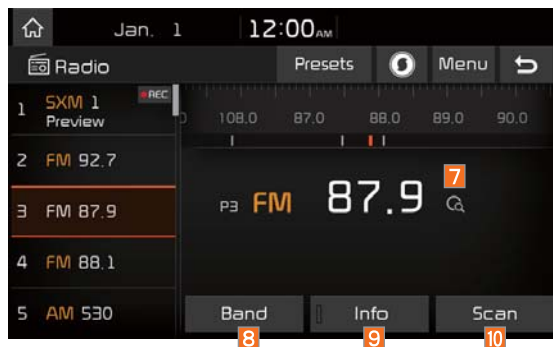 Jan. 1 12:00 AM
Radio Presets Menu
1 SXM 1 REC
Preview
108.0 87.0 88.0 89.0 90.0
2 FM 92.7
3 FM 87.9
P3 FM 87.9 7
4 FM 88.1
5 AM 530
Band Info Scan
8 9 10